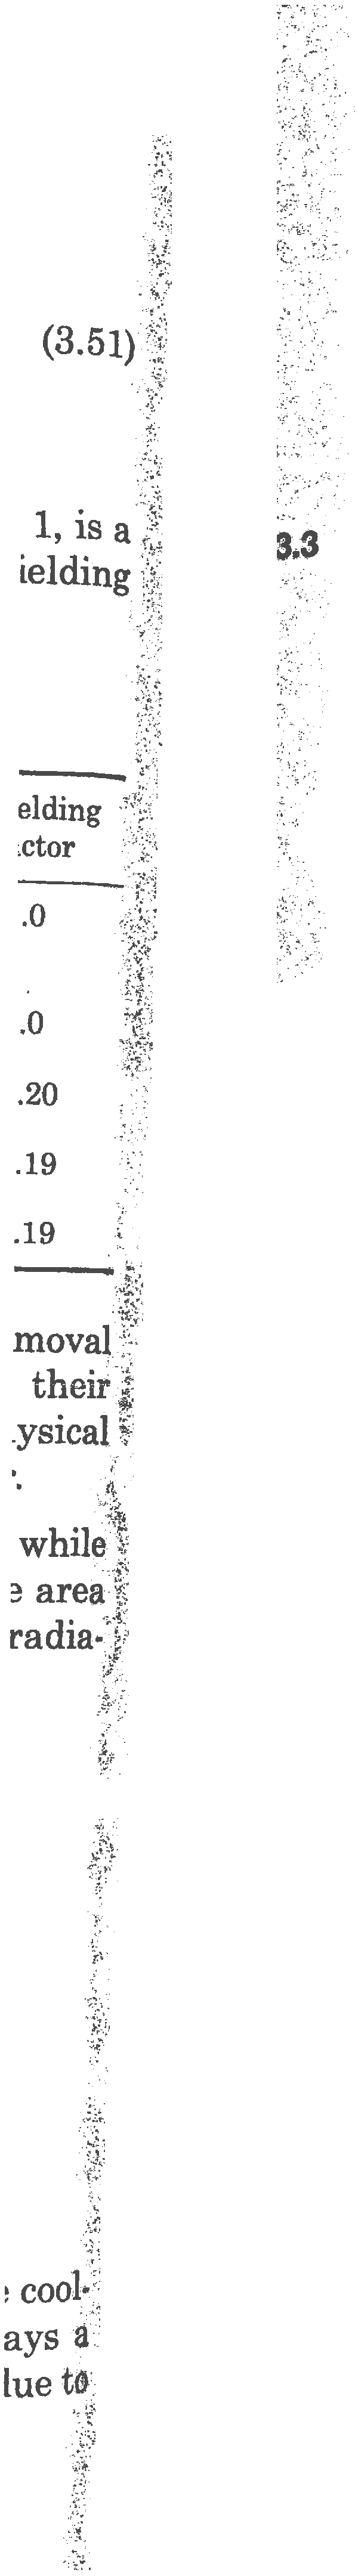 (3.51)
1, is a
ielding
3.3
elding
ctor
.0
.0
.20
.19
.19
moval
their
ysical
while
area
radia-
cool-
ays a
lue to